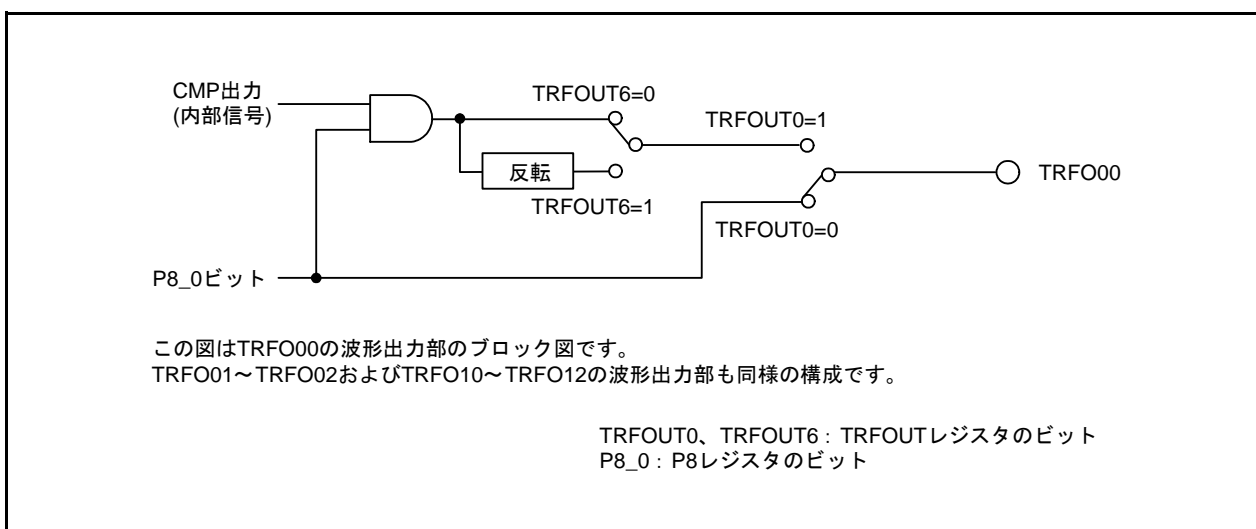 CMP出力
(内部信号)
TRFOUT6=0
TRFOUT0=1
反転
TRFO00
TRFOUT6=1
TRFOUT0=0
P8_0ビット
この図はTRFO00の波形出力部のブロック図です。
TRFO01～TRFO02およびTRFO10～TRFO12の波形出力部も同様の構成です。
TRFOUT0、TRFOUT6：TRFOUTレジスタのビット
P8_0：P8レジスタのビット